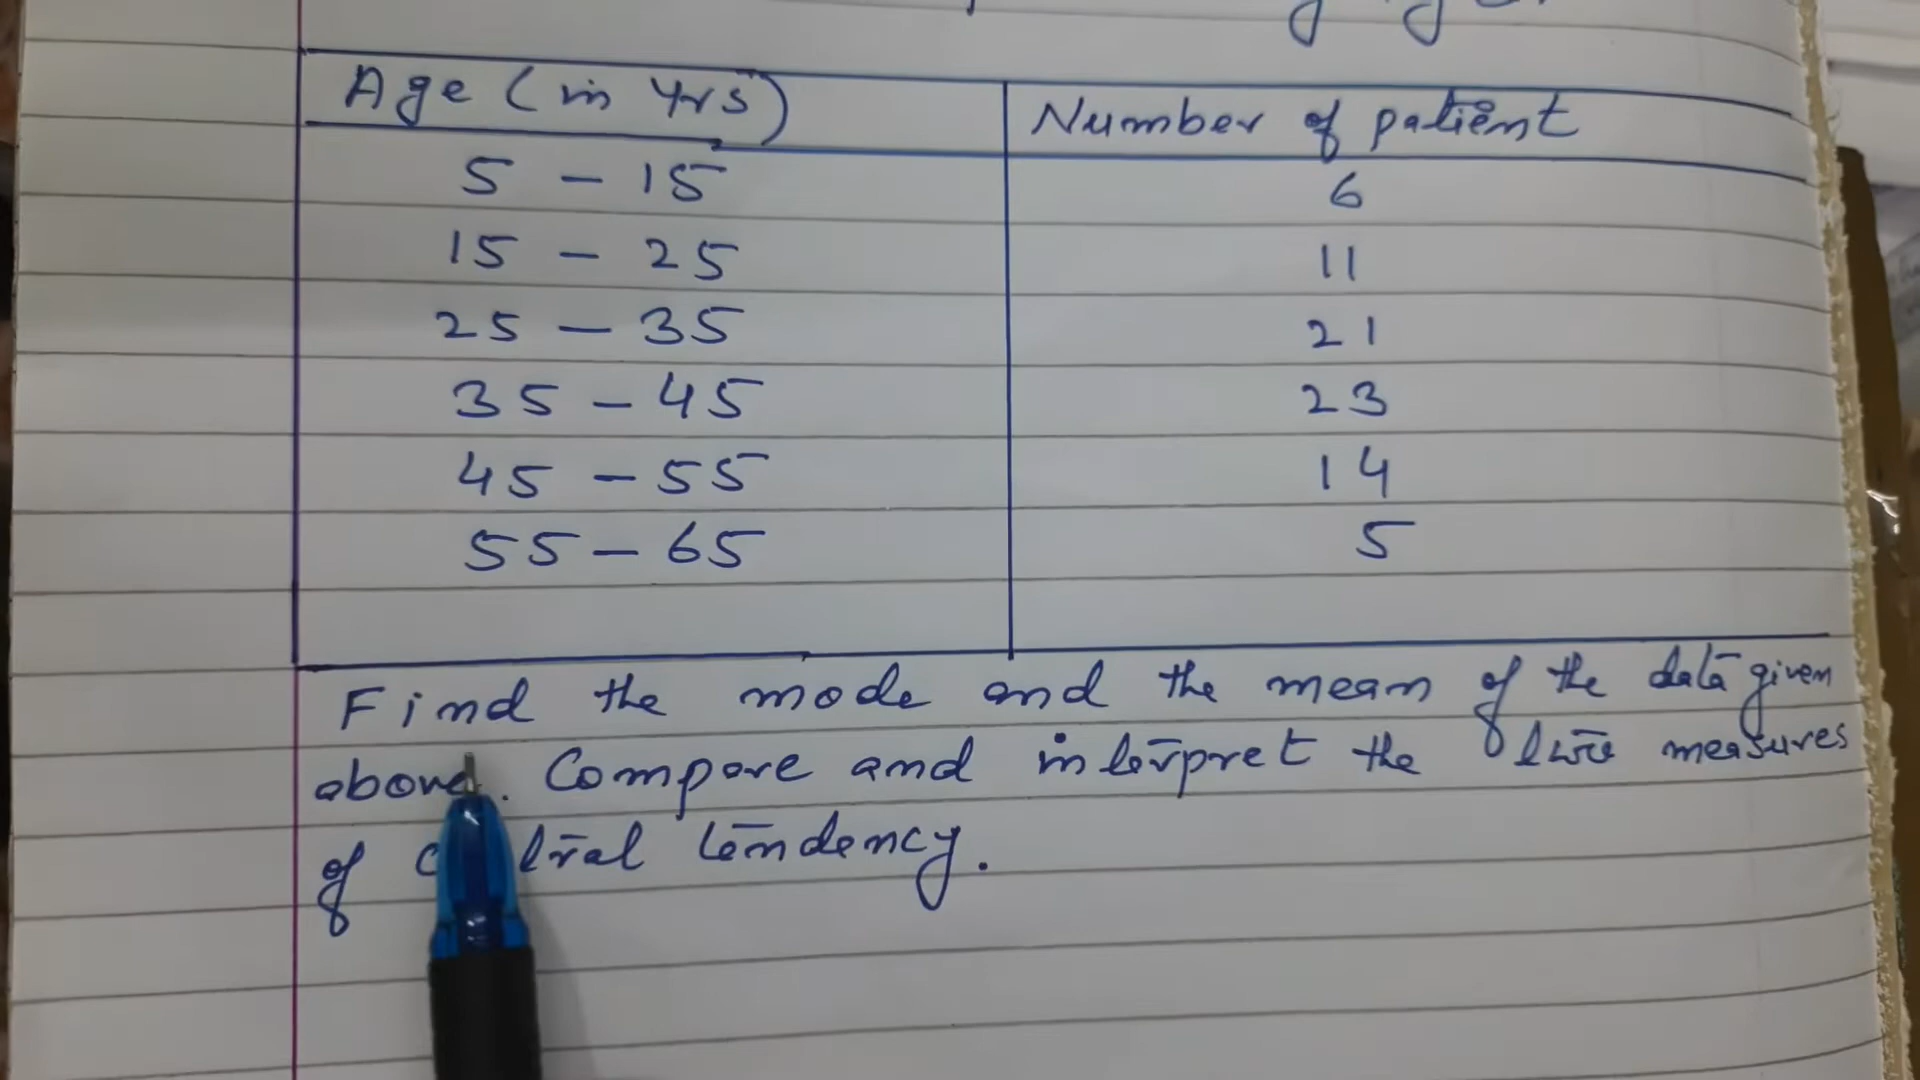 Age (in yrs) Number of patient
5 - 15 6
15 - 25 11
25 - 35 21
35 - 45 23
45 - 55 14
55 - 65 5
Find the mode and the mean of the data given
above. Compare and interpret the two measures
of tendency.